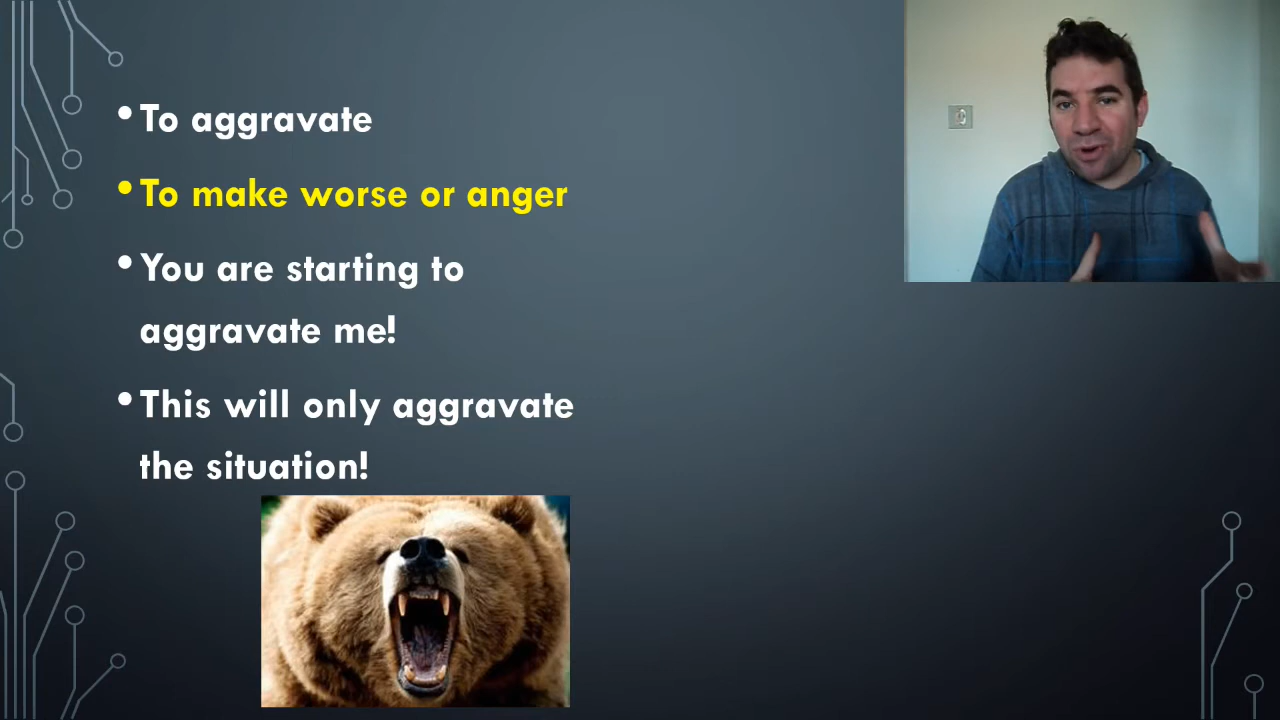 To aggravate
To make worse or anger
You are starting to
aggravate me!
This will only aggravate
the situation!